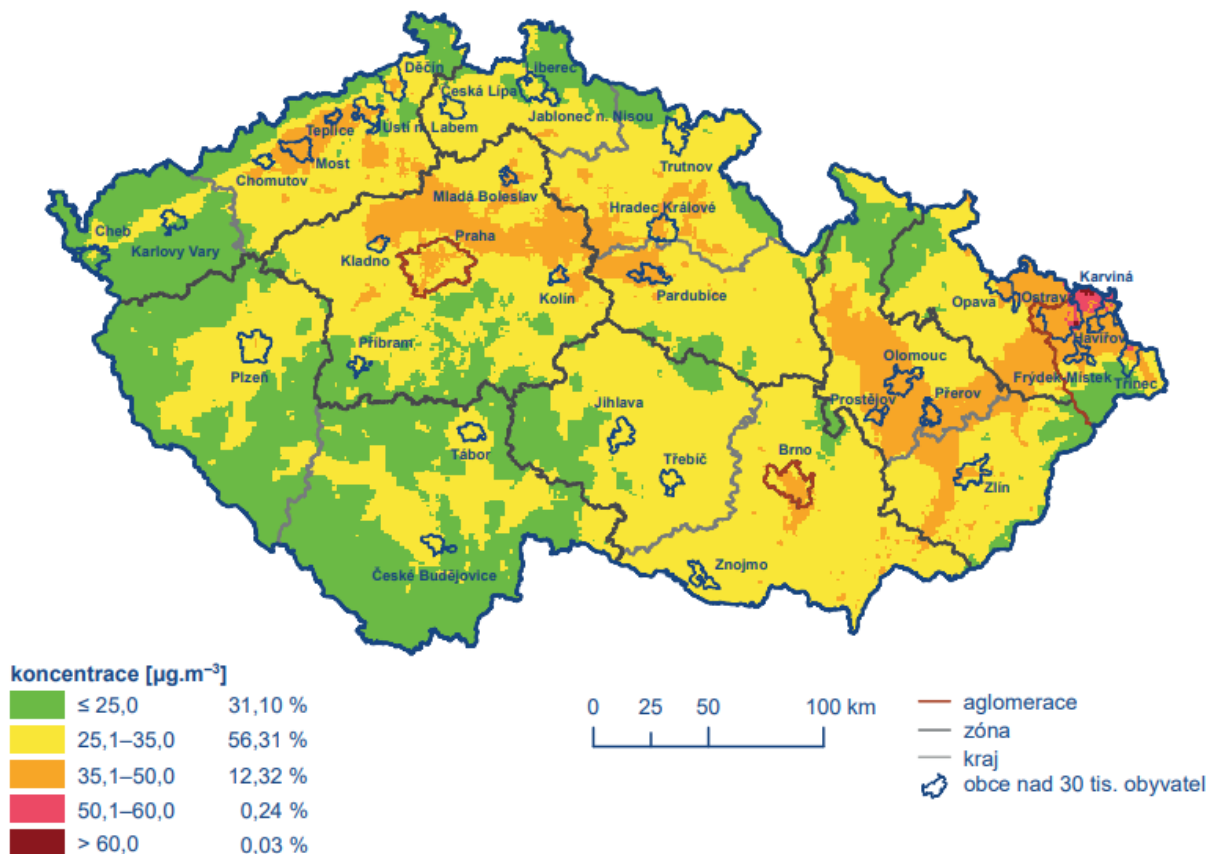 Děčín
Liberec
Česká Lípa
Jablonec n. Nisou
Teplice
Ústí n. Labem
Most
Chomutov
Trutnov
Mladá Boleslav
Hradec Králové
Cheb
Karlovy Vary
Praha
Kladno
Kolín
Pardubice
Karviná
Opava
Ostrava
Havířov
Frýdek Místek
Třinec
Plzeň
Příbram
Olomouc
Prostějov
Přerov
Jihlava
Tábor
Třebíč
Brno
Zlín
České Budějovice
Znojmo
koncentrace [µg.m⁻³]
≤ 25,0 31,10 %
25,1–35,0 56,31 %
35,1–50,0 12,32 %
50,1–60,0 0,24 %
> 60,0 0,03 %
0 25 50 100 km
aglomerace
zóna
kraj
obce nad 30 tis. obyvatel